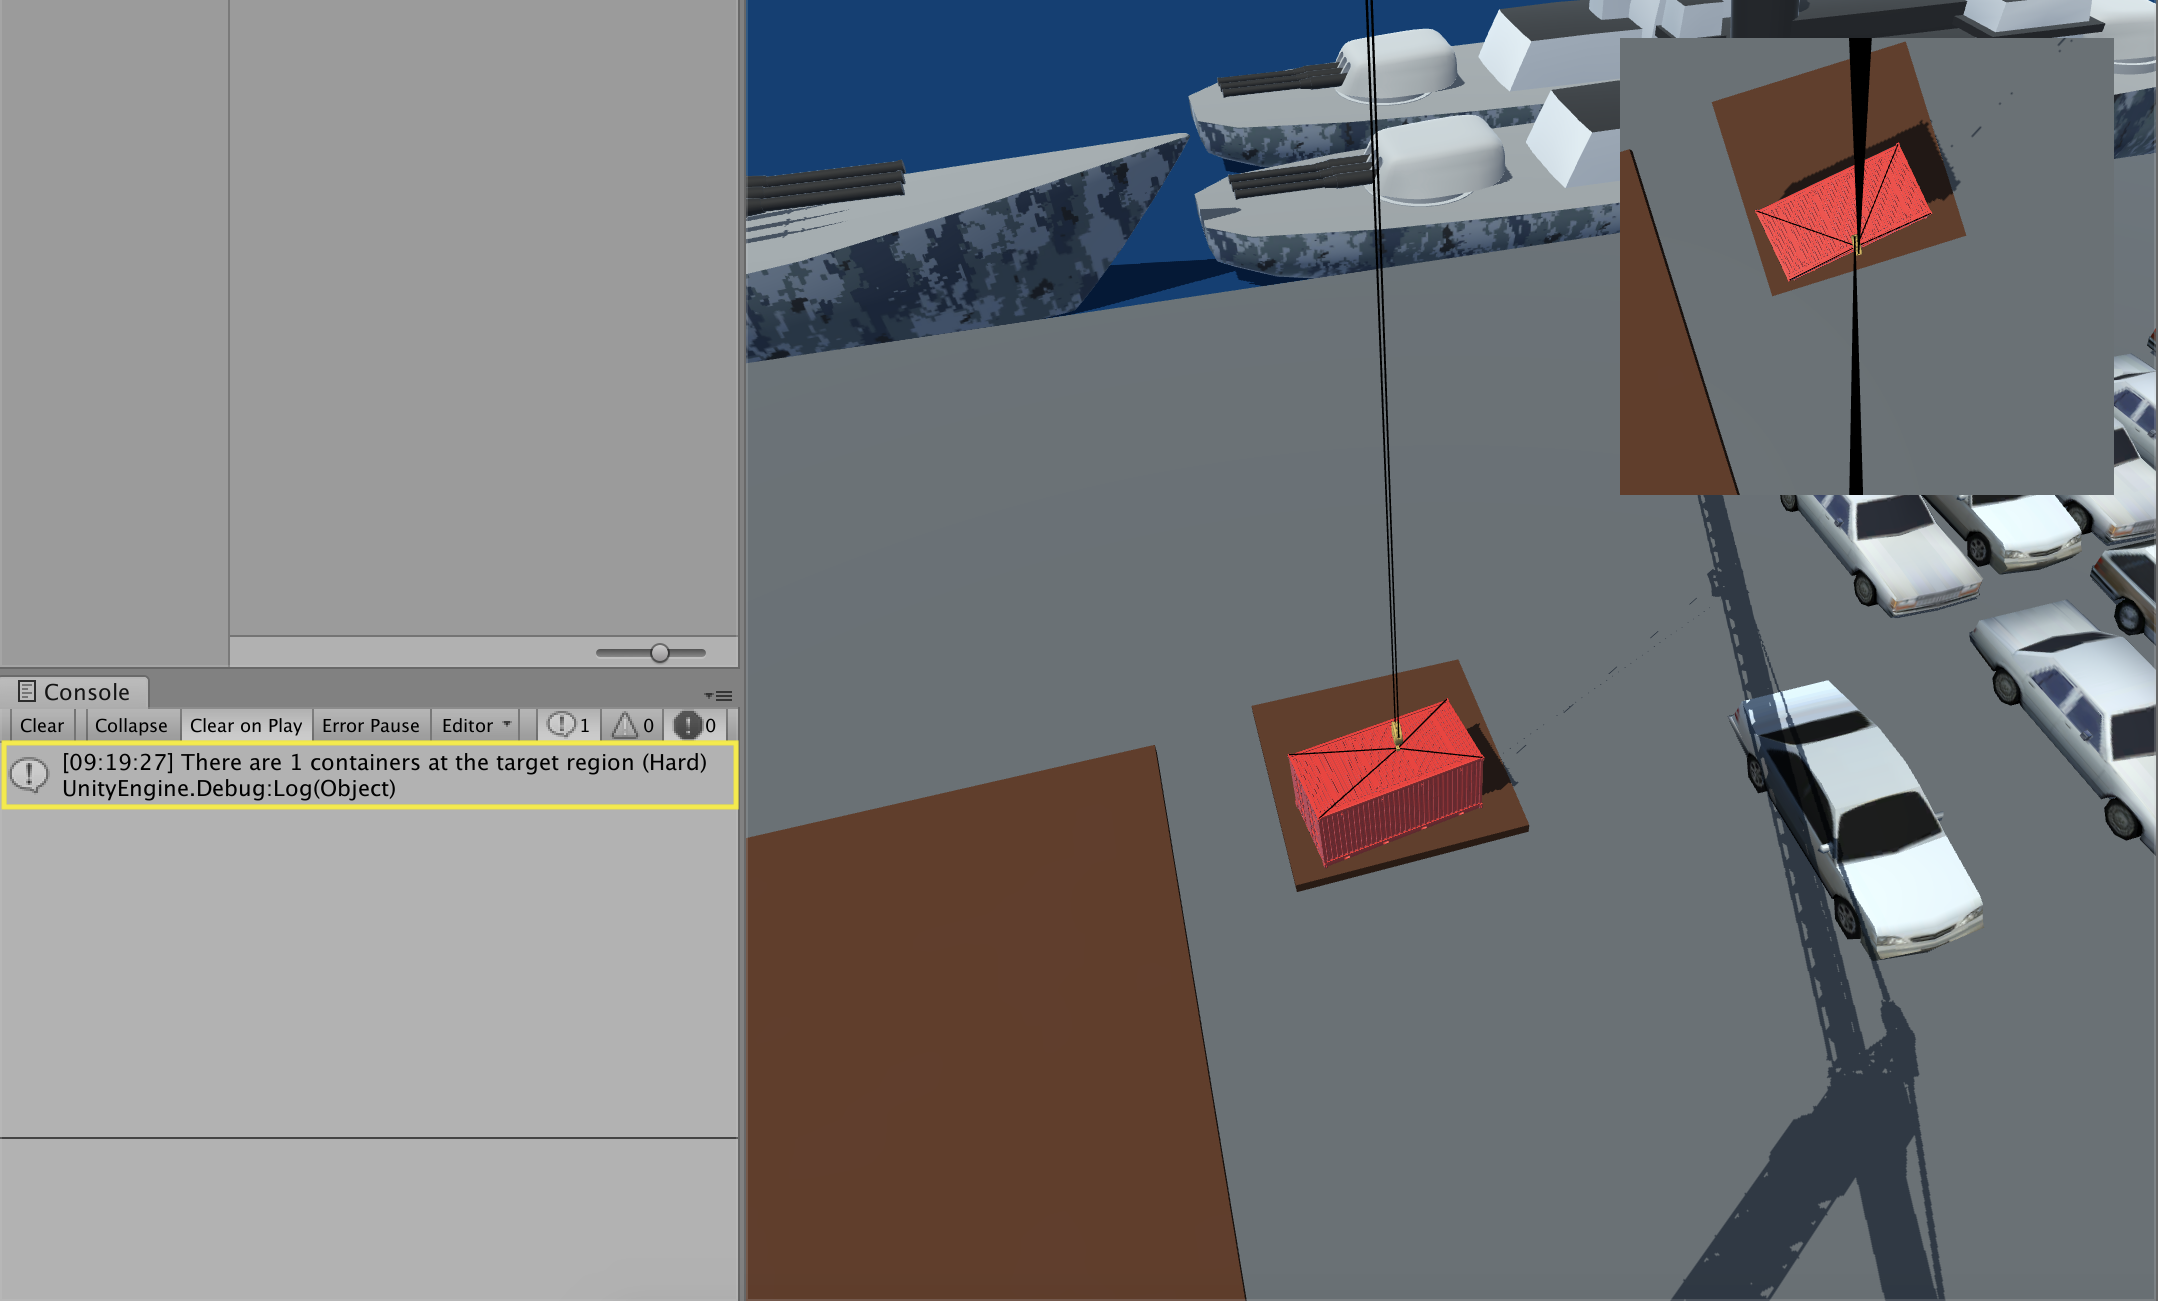 Console
Clear Collapse Clear on Play Error Pause Editor 1 0 0
[09:19:27] There are 1 containers at the target region (Hard)
UnityEngine.Debug:Log(Object)